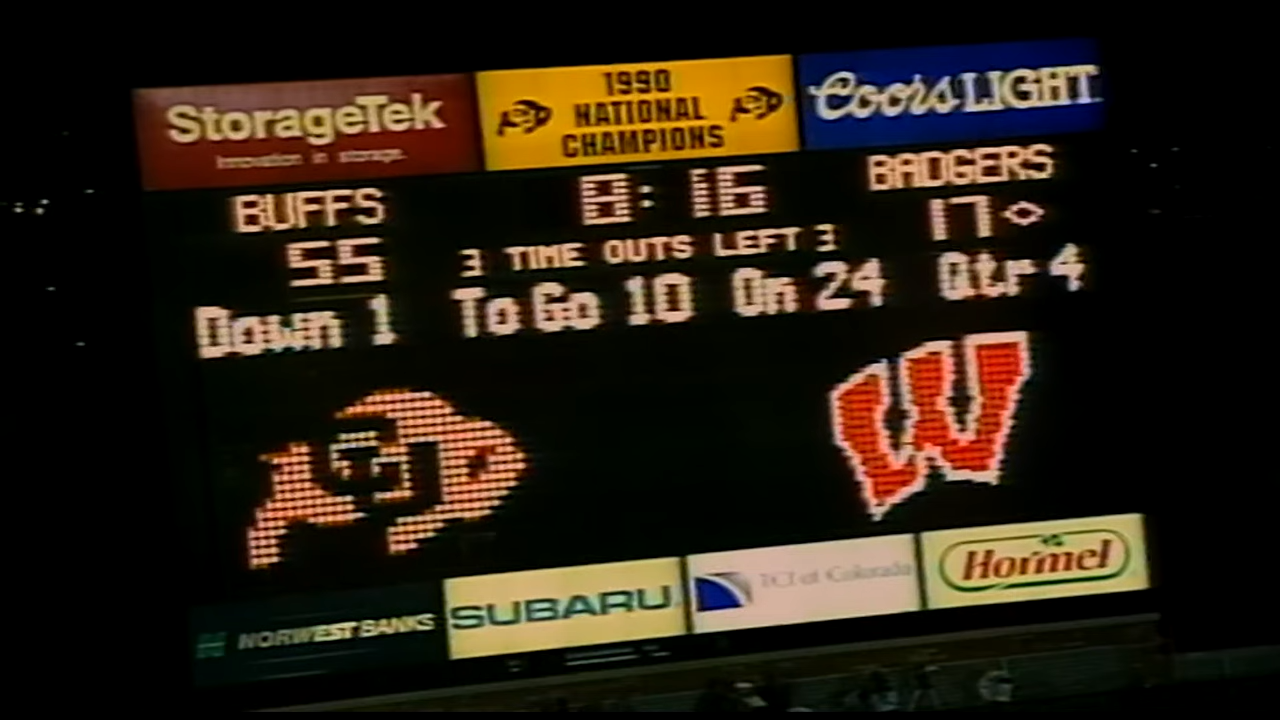 StorageTek
Innovation in storage.
1990
NATIONAL
CHAMPIONS
Coors LIGHT
BUFFS
8:16
BADGERS
55
17
3 TIME OUTS LEFT 3
Down 1 To Go 10 On 24 Qtr 4
CU
W
NORWEST BANKS
SUBARU
TCI of Colorado
Hormel